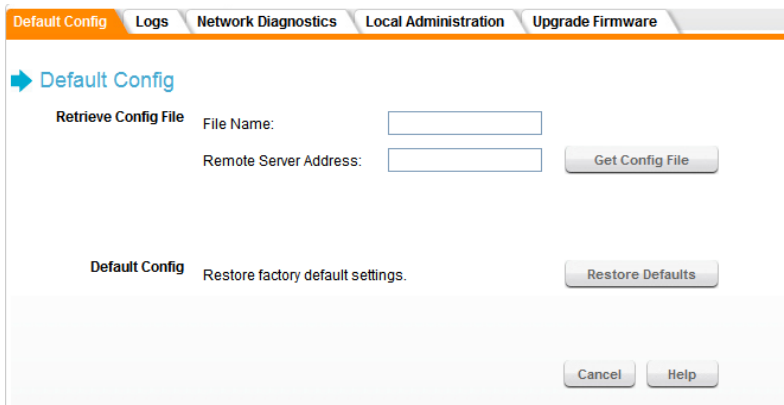 Default Config Logs Network Diagnostics Local Administration Upgrade Firmware
Default Config
Retrieve Config File File Name:
Remote Server Address: Get Config File
Default Config Restore factory default settings. Restore Defaults
Cancel Help